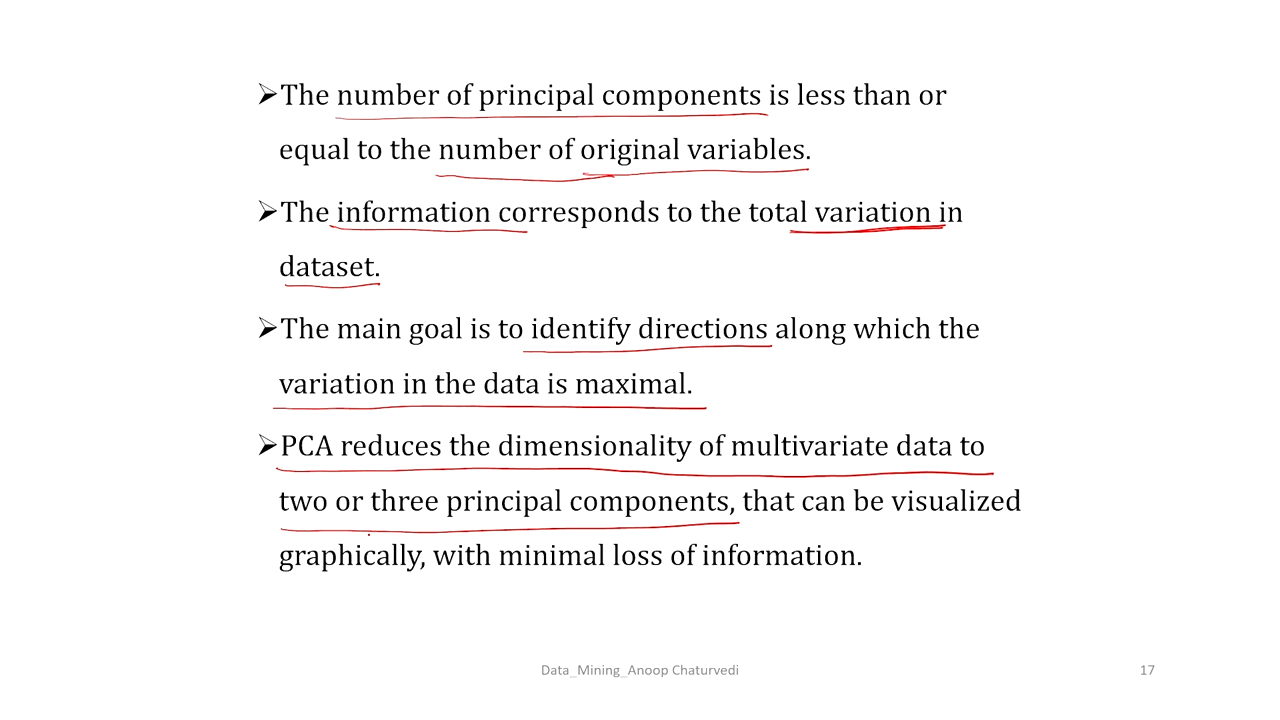 ➢The number of principal components is less than or
equal to the number of original variables.
➢The information corresponds to the total variation in
dataset.
➢The main goal is to identify directions along which the
variation in the data is maximal.
➢PCA reduces the dimensionality of multivariate data to
two or three principal components, that can be visualized
graphically, with minimal loss of information.
Data_Mining_Anoop Chaturvedi
17